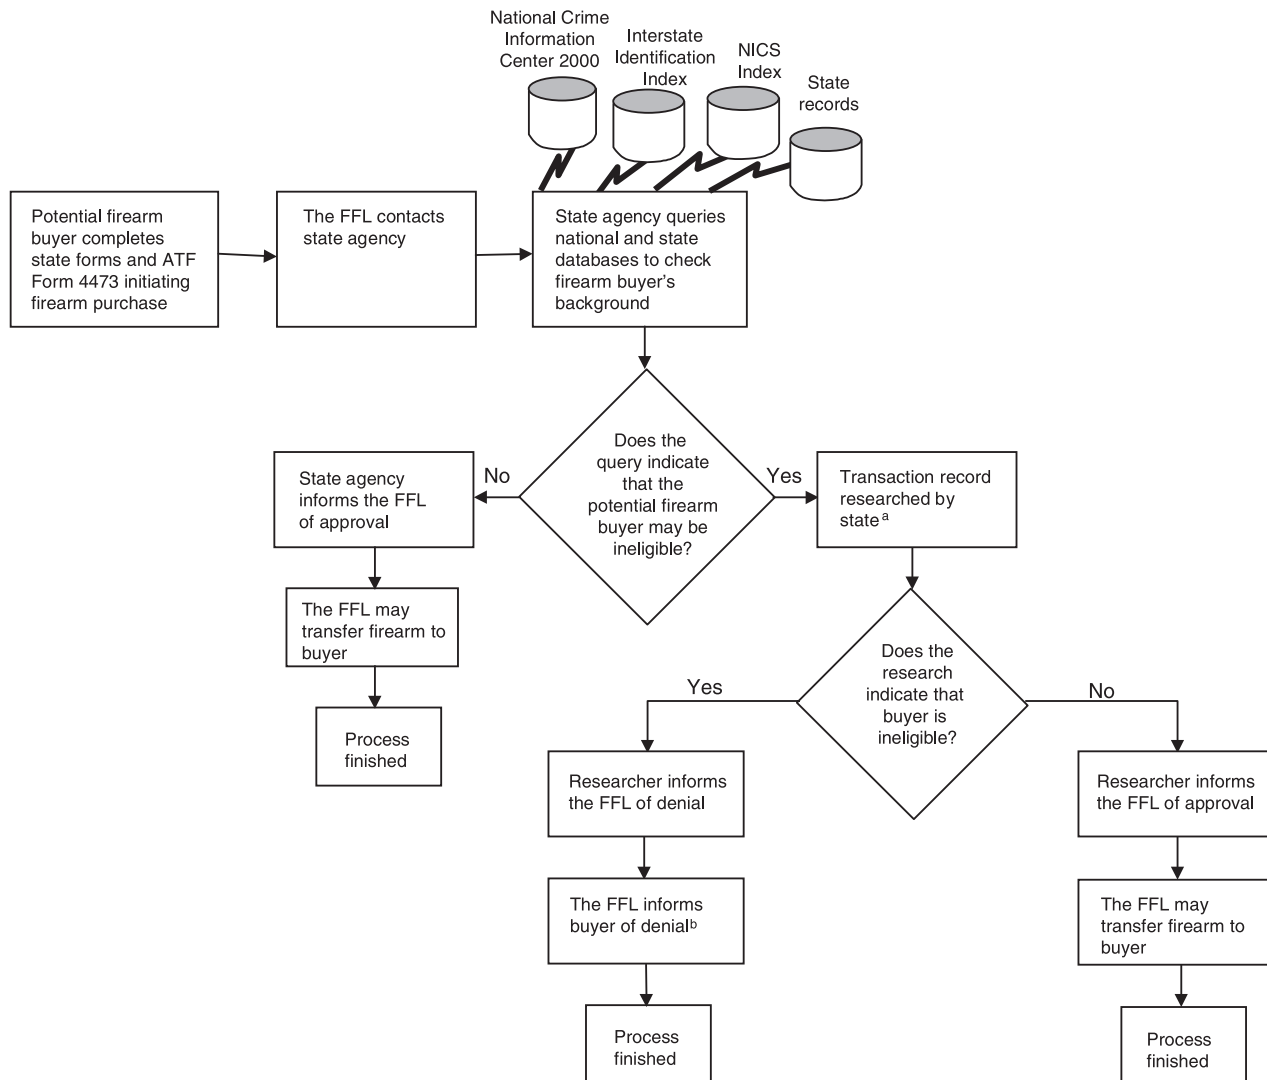 National Crime
Information
Center 2000
Interstate
Identification
Index
NICS
Index
State
records
Potential firearm
buyer completes
state forms and ATF
Form 4473 initiating
firearm purchase
The FFL contacts
state agency
State agency queries
national and state
databases to check
firearm buyer's
background
Does the
query indicate
that the
potential firearm
buyer may be
ineligible?
No
Yes
State agency
informs the FFL
of approval
Transaction record
researched by
stateᵃ
The FFL may
transfer firearm to
buyer
Process
finished
Does the
research
indicate that
buyer is
ineligible?
Yes
No
Researcher informs
the FFL of denial
Researcher informs
the FFL of approval
The FFL informs
buyer of denialᵇ
The FFL may
transfer firearm to
buyer
Process
finished
Process
finished